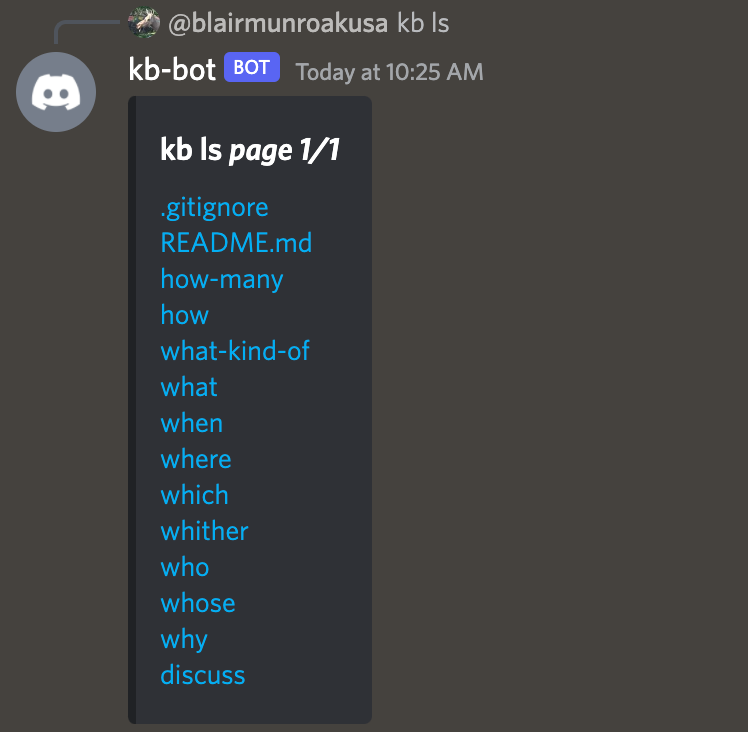 @blairmunroakusa kb ls
kb-bot BOT Today at 10:25 AM
kb ls page 1/1
.gitignore
README.md
how-many
how
what-kind-of
what
when
where
which
whither
who
whose
why
discuss